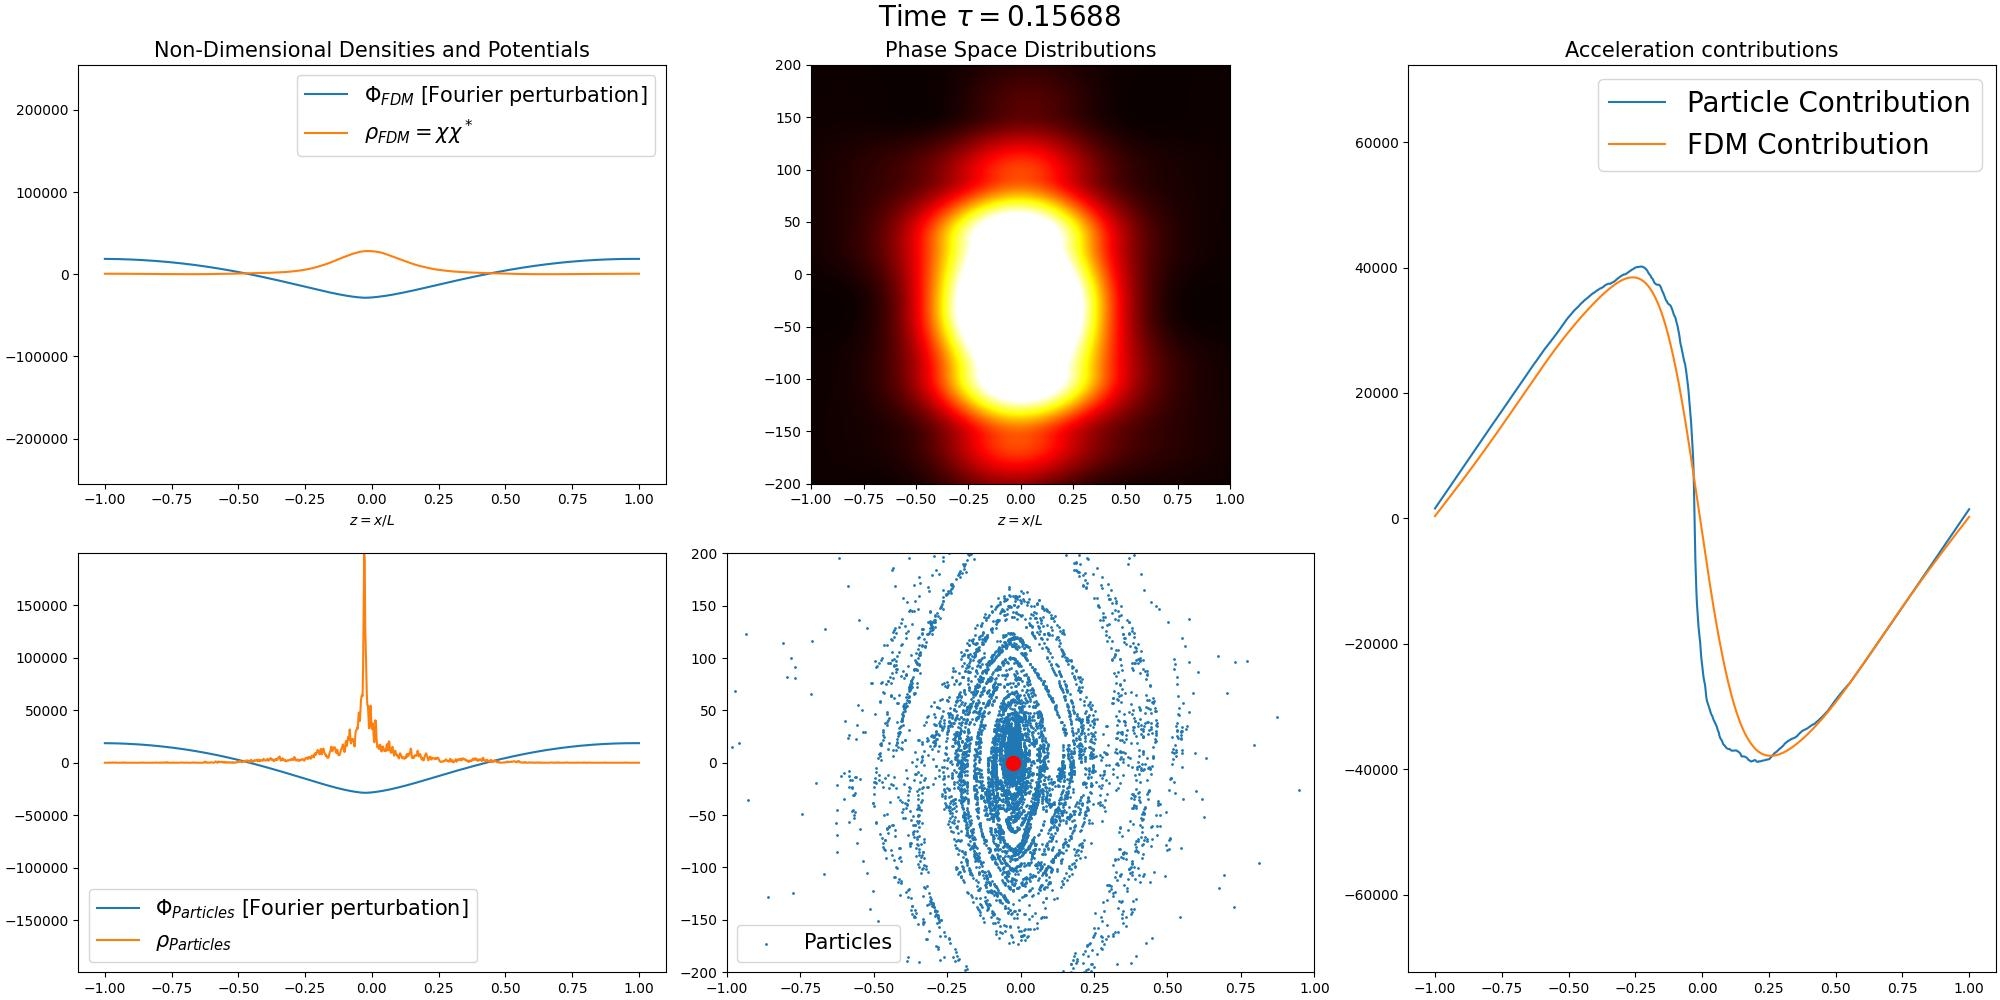 Time τ = 0.15688
Non-Dimensional Densities and Potentials
Φ_FDM [Fourier perturbation]
ρ_FDM = χχ*
200000
100000
0
−100000
−200000
−1.00 −0.75 −0.50 −0.25 0.00 0.25 0.50 0.75 1.00
z = x/L
Phase Space Distributions
200
150
100
50
0
−50
−100
−150
−200
−1.00 −0.75 −0.50 −0.25 0.00 0.25 0.50 0.75 1.00
z = x/L
Acceleration contributions
Particle Contribution
FDM Contribution
60000
40000
20000
0
−20000
−40000
−60000
−1.00 −0.75 −0.50 −0.25 0.00 0.25 0.50 0.75 1.00
150000
100000
50000
0
−50000
−100000
−150000
Φ_Particles [Fourier perturbation]
ρ_Particles
−1.00 −0.75 −0.50 −0.25 0.00 0.25 0.50 0.75 1.00
200
150
100
50
0
−50
−100
−150
−200
Particles
−1.00 −0.75 −0.50 −0.25 0.00 0.25 0.50 0.75 1.00